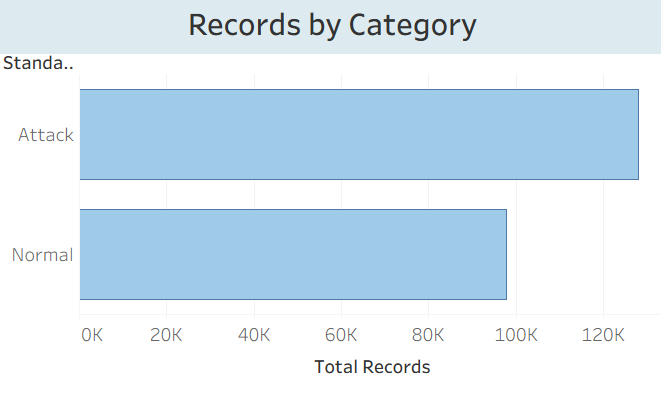 Records by Category
Standa..
Attack
Normal
0K 20K 40K 60K 80K 100K 120K
Total Records